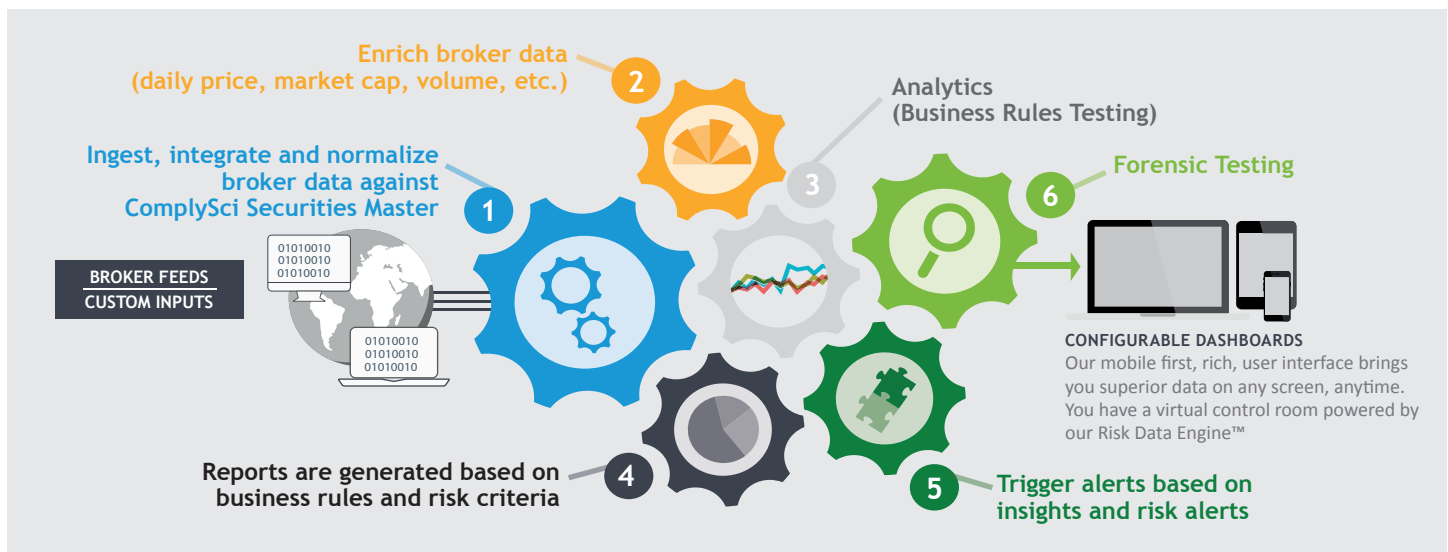 Enrich broker data
(daily price, market cap, volume, etc.)
2
Analytics
(Business Rules Testing)
3
Ingest, integrate and normalize
broker data against
ComplySci Securities Master
1
6
Forensic Testing
BROKER FEEDS
CUSTOM INPUTS
01010010
01010010
01010010
01010010
01010010
01010010
CONFIGURABLE DASHBOARDS
Our mobile first, rich, user interface brings
you superior data on any screen, anytime.
You have a virtual control room powered by
our Risk Data Engine™
Reports are generated based on
business rules and risk criteria
4
5
Trigger alerts based on
insights and risk alerts